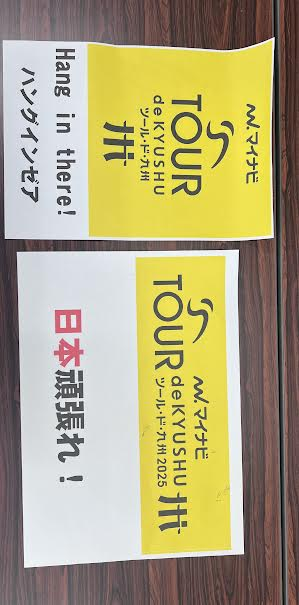 マイナビ
TOUR
de KYUSHU
ツール・ド・九州
Hang in there!
ハングインゼア
マイナビ
TOUR de KYUSHU
ツール・ド・九州 2025
日本頑張れ！